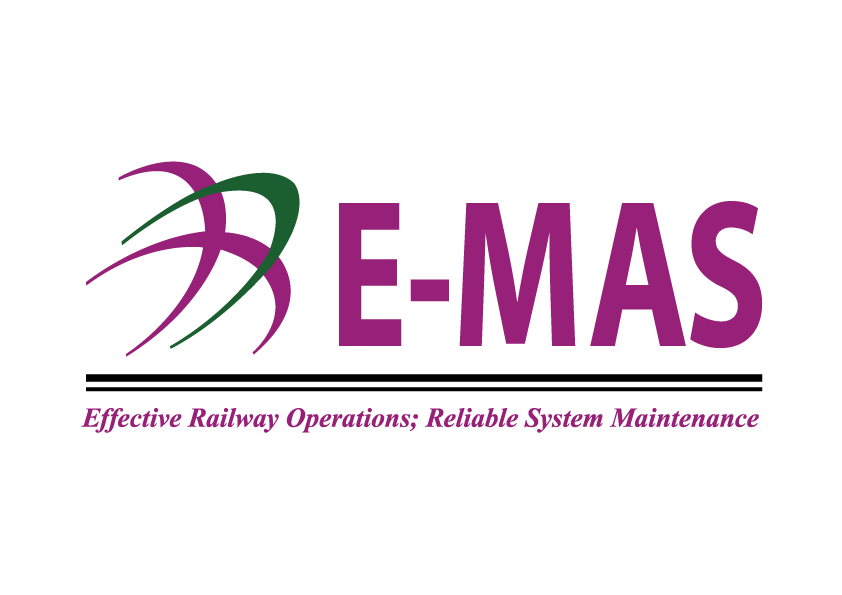 E-MAS
Effective Railway Operations; Reliable System Maintenance